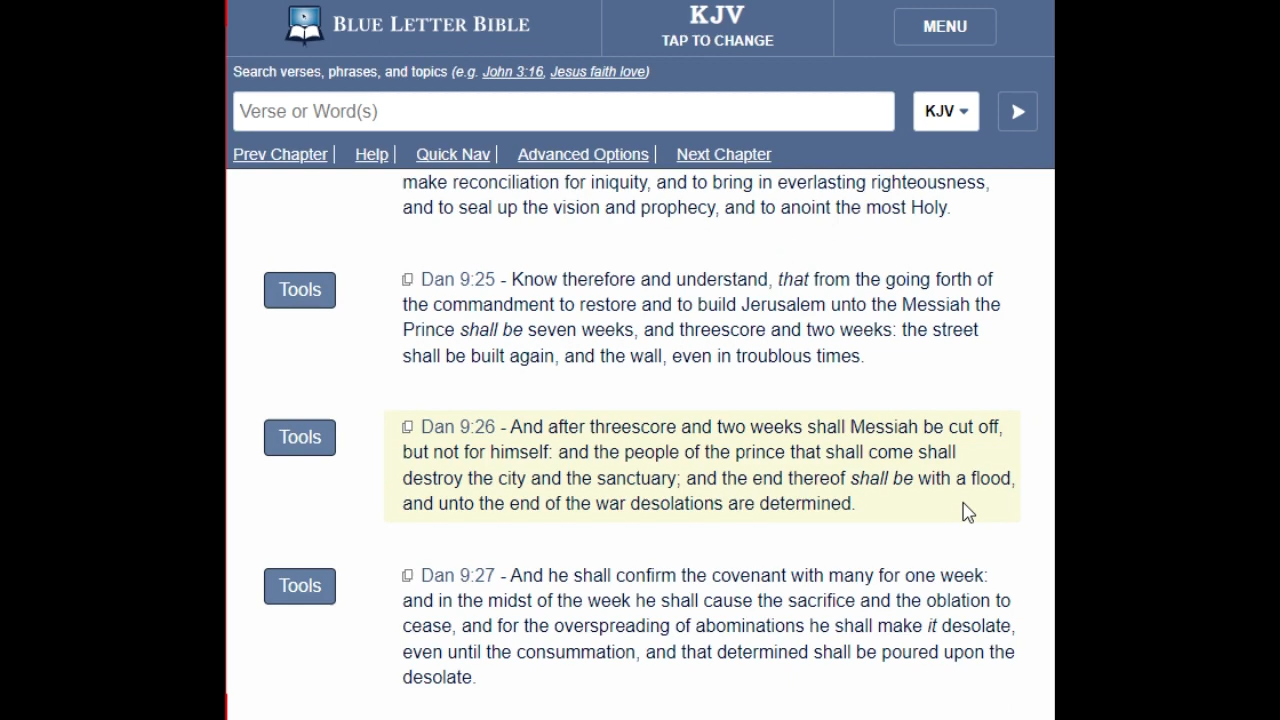 BLUE LETTER BIBLE
KJV
TAP TO CHANGE
MENU
Search verses, phrases, and topics (e.g. John 3:16, Jesus faith love)
Verse or Word(s)
KJV
Prev Chapter
Help
Quick Nav
Advanced Options
Next Chapter
make reconciliation for iniquity, and to bring in everlasting righteousness,
and to seal up the vision and prophecy, and to anoint the most Holy.
Tools
Dan 9:25 - Know therefore and understand, that from the going forth of
the commandment to restore and to build Jerusalem unto the Messiah the
Prince shall be seven weeks, and threescore and two weeks: the street
shall be built again, and the wall, even in troublous times.
Tools
Dan 9:26 - And after threescore and two weeks shall Messiah be cut off,
but not for himself: and the people of the prince that shall come shall
destroy the city and the sanctuary; and the end thereof shall be with a flood,
and unto the end of the war desolations are determined.
Tools
Dan 9:27 - And he shall confirm the covenant with many for one week:
and in the midst of the week he shall cause the sacrifice and the oblation to
cease, and for the overspreading of abominations he shall make it desolate,
even until the consummation, and that determined shall be poured upon the
desolate.